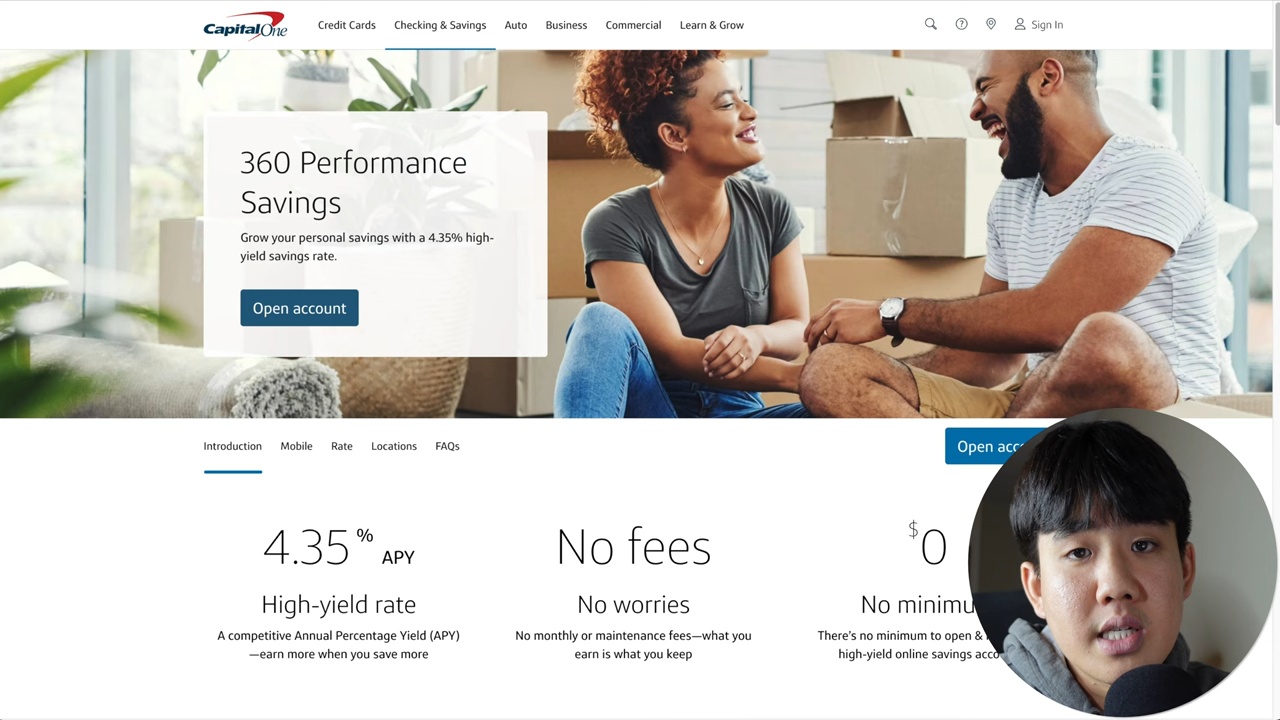 CapitalOne
Credit Cards
Checking & Savings
Auto
Business
Commercial
Learn & Grow
Sign In
360 Performance
Savings
Grow your personal savings with a 4.35% high-
yield savings rate.
Open account
Introduction
Mobile
Rate
Locations
FAQs
Open
4.35% APY
High-yield rate
A competitive Annual Percentage Yield (APY)
—earn more when you save more
No fees
No worries
No monthly or maintenance fees—what you
earn is what you keep
$0
No
There's no minimum to open &
high-yield online savings